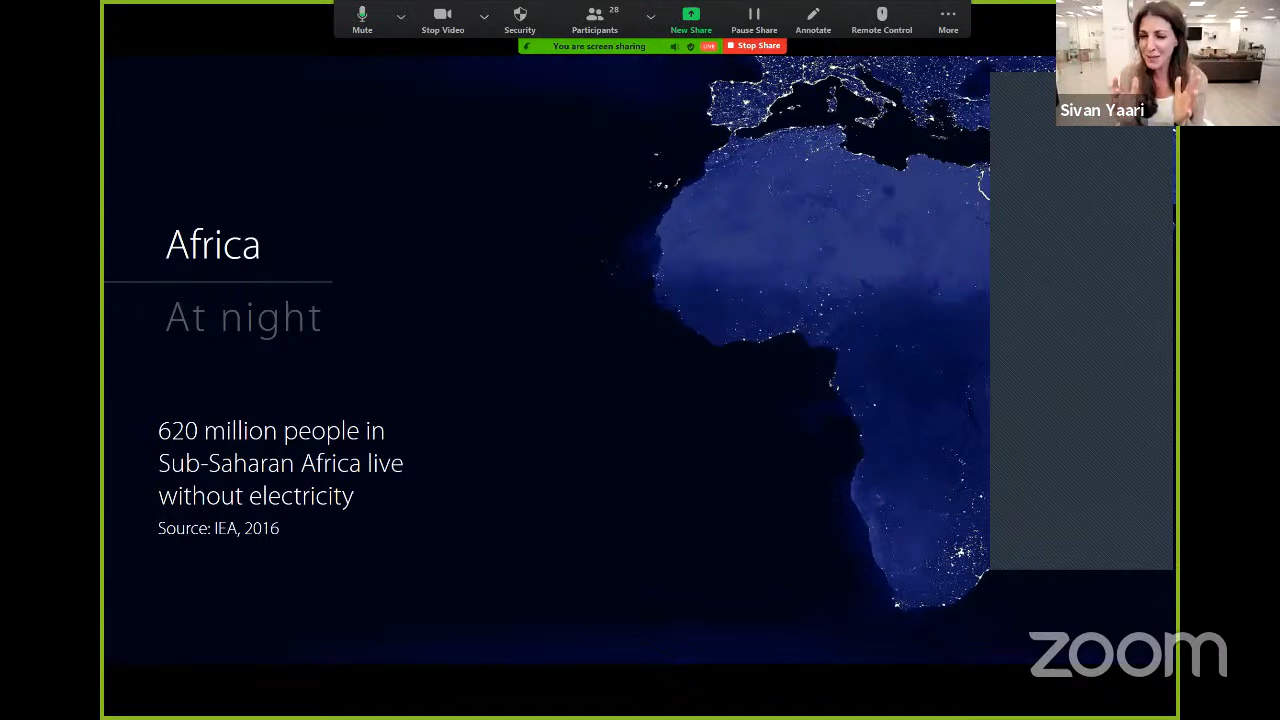 Mute
Stop Video
Security
28
Participants
New Share
Pause Share
Annotate
Remote Control
More
You are screen sharing
LIVE
Stop Share
Sivan Yaari
Africa
At night
620 million people in
Sub-Saharan Africa live
without electricity
Source: IEA, 2016
zoom